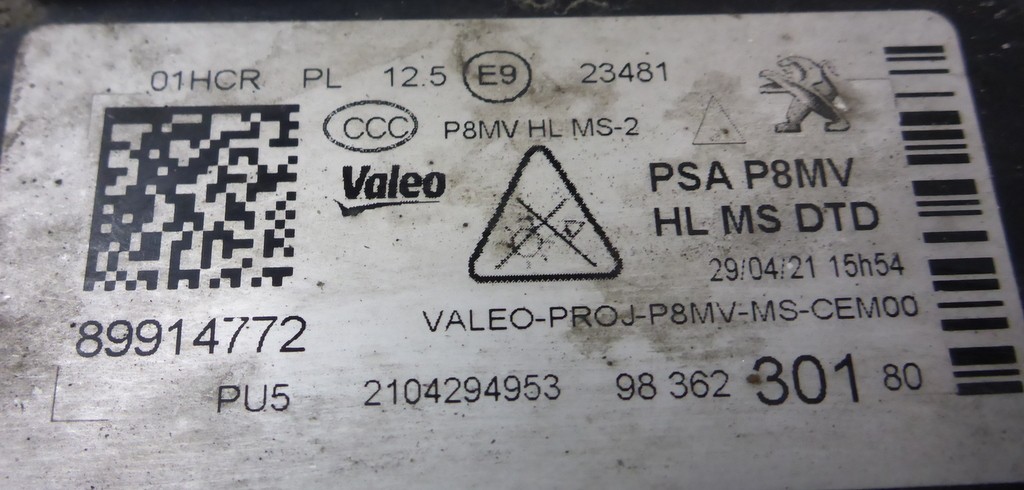 01HCR PL 12.5 E9 23481
CCC P8MV HL MS-2
Valeo
PSA P8MV
HL MS DTD
29/04/21 15h54
VALEO-PROJ-P8MV-MS-CEM00
89914772
PU5 2104294953 98 362 301 80